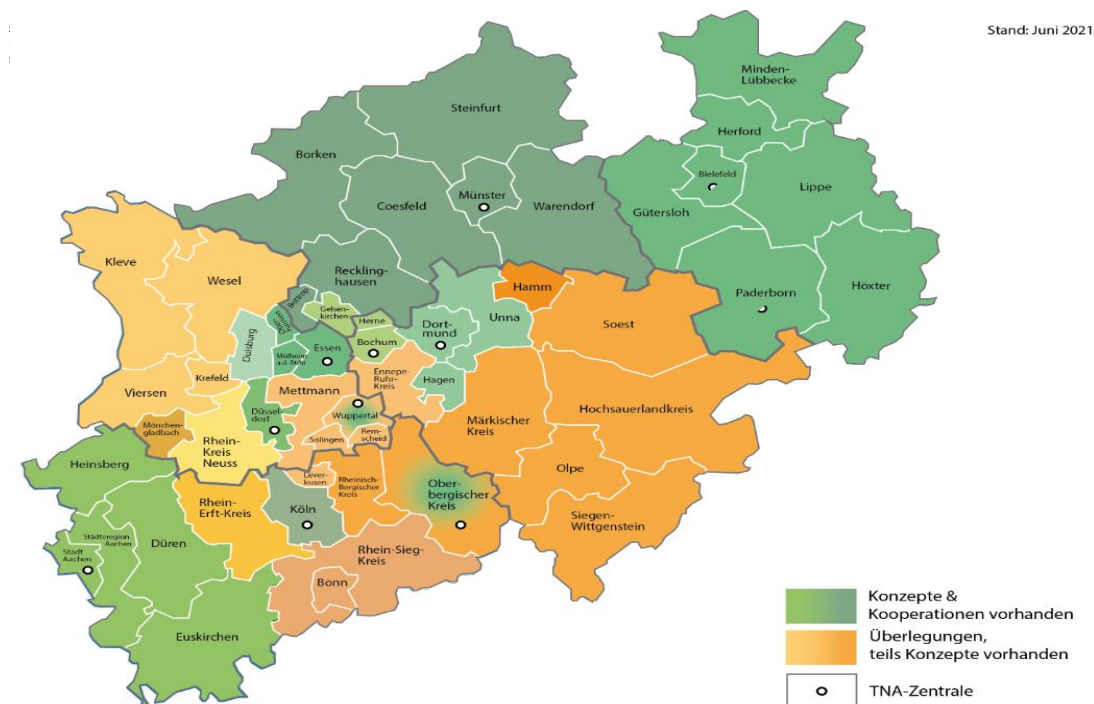 Stand: Juni 2021
Minden-
Lübbecke
Steinfurt
Herford
Borken
Bielefeld
Lippe
Münster
Coesfeld
Warendorf
Gütersloh
Kleve
Reckling-
hausen
Wesel
Hamm
Höxter
Paderborn
Bottrop
Gelsen-
kirchen
Unna
Soest
Ober-
hausen
Herne
Dort-
mund
Duisburg
Essen
Bochum
Mülheim
a.d. Ruhr
Ennepe-
Ruhr-
Kreis
Krefeld
Hagen
Viersen
Mettmann
Hochsauerlandkreis
Düssel-
dorf
Wuppertal
Märkischer
Kreis
Mönchen-
gladbach
Rem-
scheid
Solingen
Rhein-
Kreis
Neuss
Heinsberg
Olpe
Lever-
kusen
Rheinisch-
Bergischer
Kreis
Ober-
bergischer
Kreis
Rhein-
Erft-Kreis
Köln
Siegen-
Wittgenstein
Städteregion
Aachen
Düren
Stadt
Aachen
Rhein-Sieg-
Kreis
Bonn
Euskirchen
Konzepte &
Kooperationen vorhanden
Überlegungen,
teils Konzepte vorhanden
TNA-Zentrale